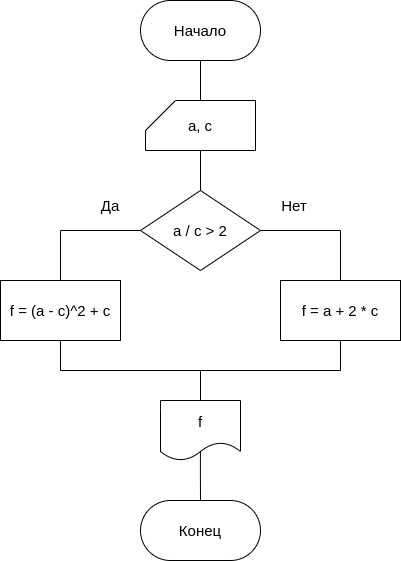 Начало
a, c
Да
Нет
a / c > 2
f = (a - c)^2 + c
f = a + 2 * c
f
Конец